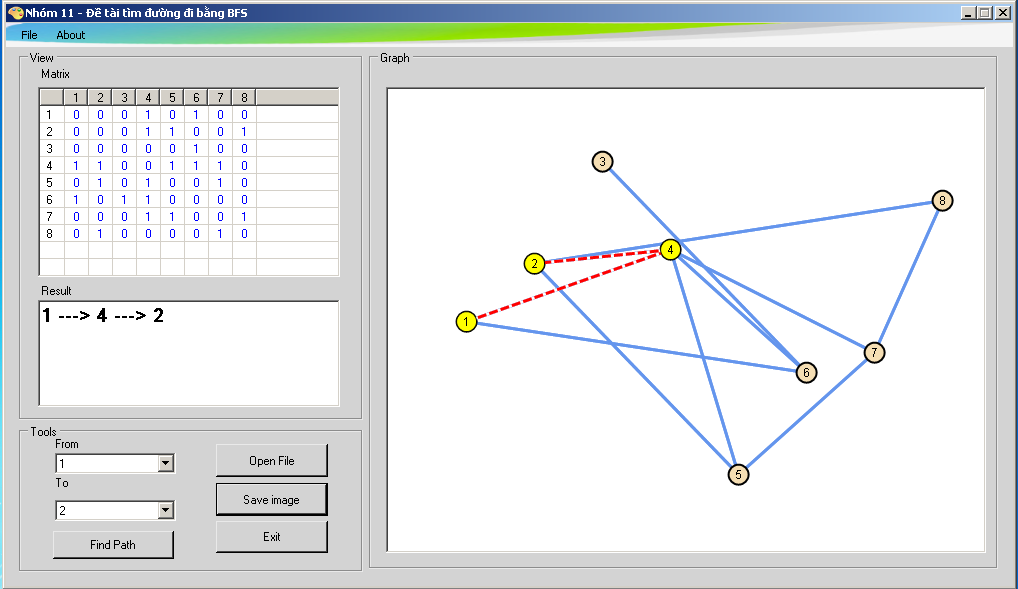 Nhóm 11 - Đề tài tìm đường đi bằng BFS
File About
View
Matrix
1 2 3 4 5 6 7 8
1 0 0 0 1 0 1 0 0
2 0 0 0 1 1 0 0 1
3 0 0 0 0 0 1 0 0
4 1 1 0 0 1 1 1 0
5 0 1 0 1 0 0 1 0
6 1 0 1 1 0 0 0 0
7 0 0 0 1 1 0 0 1
8 0 1 0 0 0 0 1 0
Result
1 ---> 4 ---> 2
Tools
From
1
To
2
Find Path
Open File
Save image
Exit
Graph
3
8
4
2
1
7
6
5